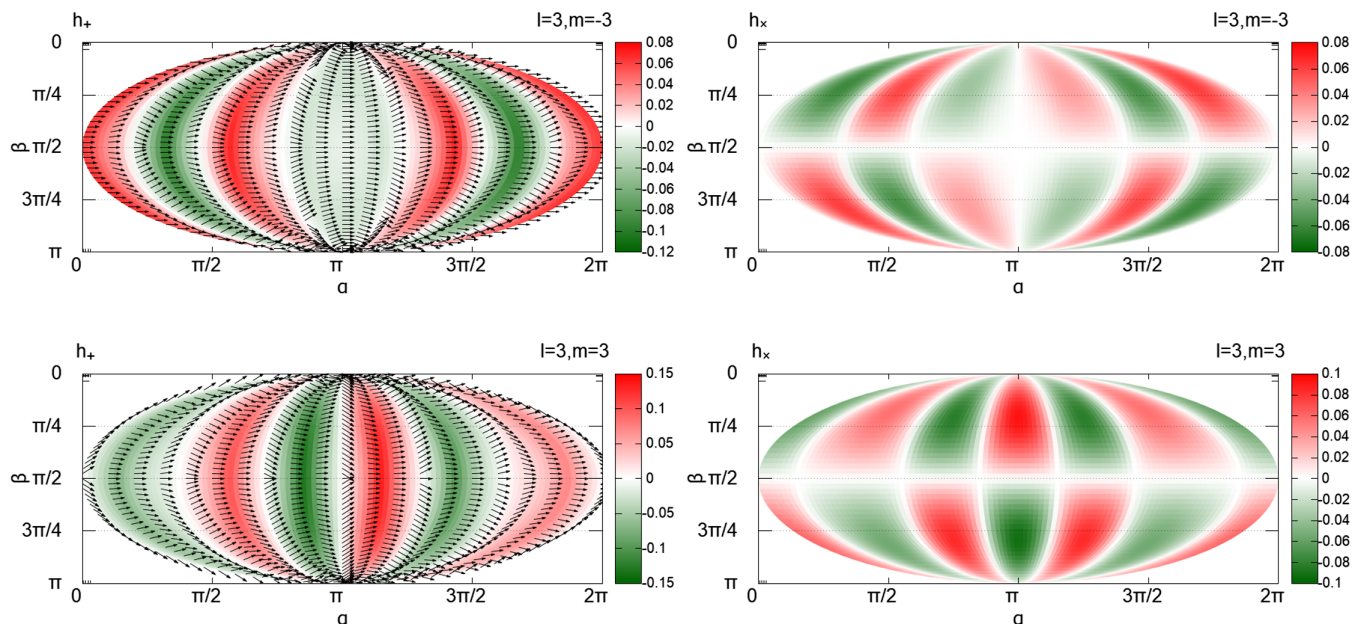 h+ l=3,m=-3
0
π/4
β π/2
3π/4
π
0 π/2 π 3π/2 2π
α
0.08
0.06
0.04
0.02
0
-0.02
-0.04
-0.06
-0.08
-0.1
-0.12
h× l=3,m=-3
0
π/4
β π/2
3π/4
π
0 π/2 π 3π/2 2π
α
0.08
0.06
0.04
0.02
0
-0.02
-0.04
-0.06
-0.08
h+ l=3,m=3
0
π/4
β π/2
3π/4
π
0 π/2 π 3π/2 2π
α
0.15
0.1
0.05
0
-0.05
-0.1
-0.15
h× l=3,m=3
0
π/4
β π/2
3π/4
π
0 π/2 π 3π/2 2π
α
0.1
0.08
0.06
0.04
0.02
0
-0.02
-0.04
-0.06
-0.08
-0.1